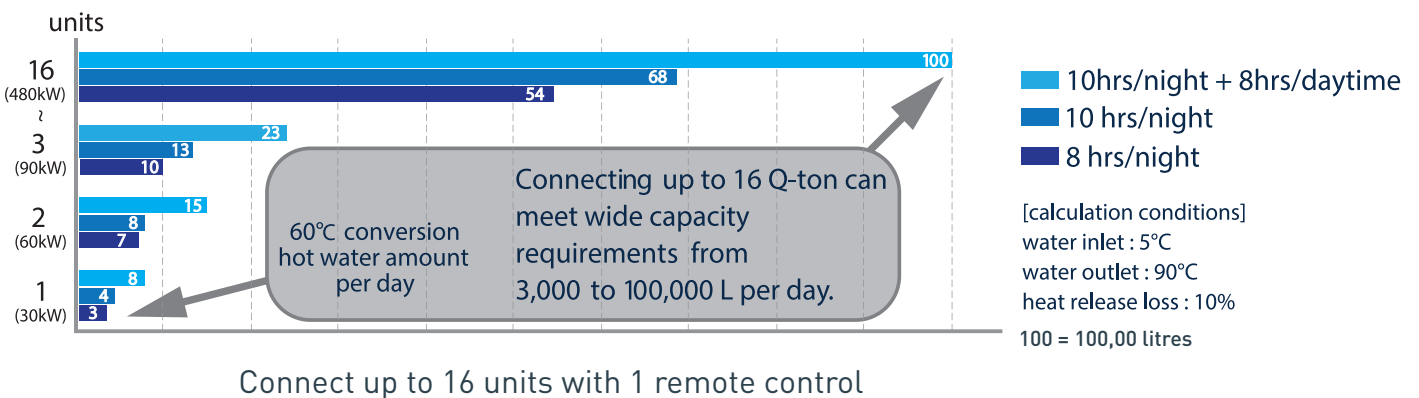 units
16
(480kW)
~
3
(90kW)
2
(60kW)
1
(30kW)
100
68
54
23
13
10
15
8
7
8
4
3
60℃ conversion
hot water amount
per day
Connecting up to 16 Q-ton can
meet wide capacity
requirements from
3,000 to 100,000 L per day.
10hrs/night + 8hrs/daytime
10 hrs/night
8 hrs/night
[calculation conditions]
water inlet : 5°C
water outlet : 90°C
heat release loss : 10%
100 = 100,00 litres
Connect up to 16 units with 1 remote control